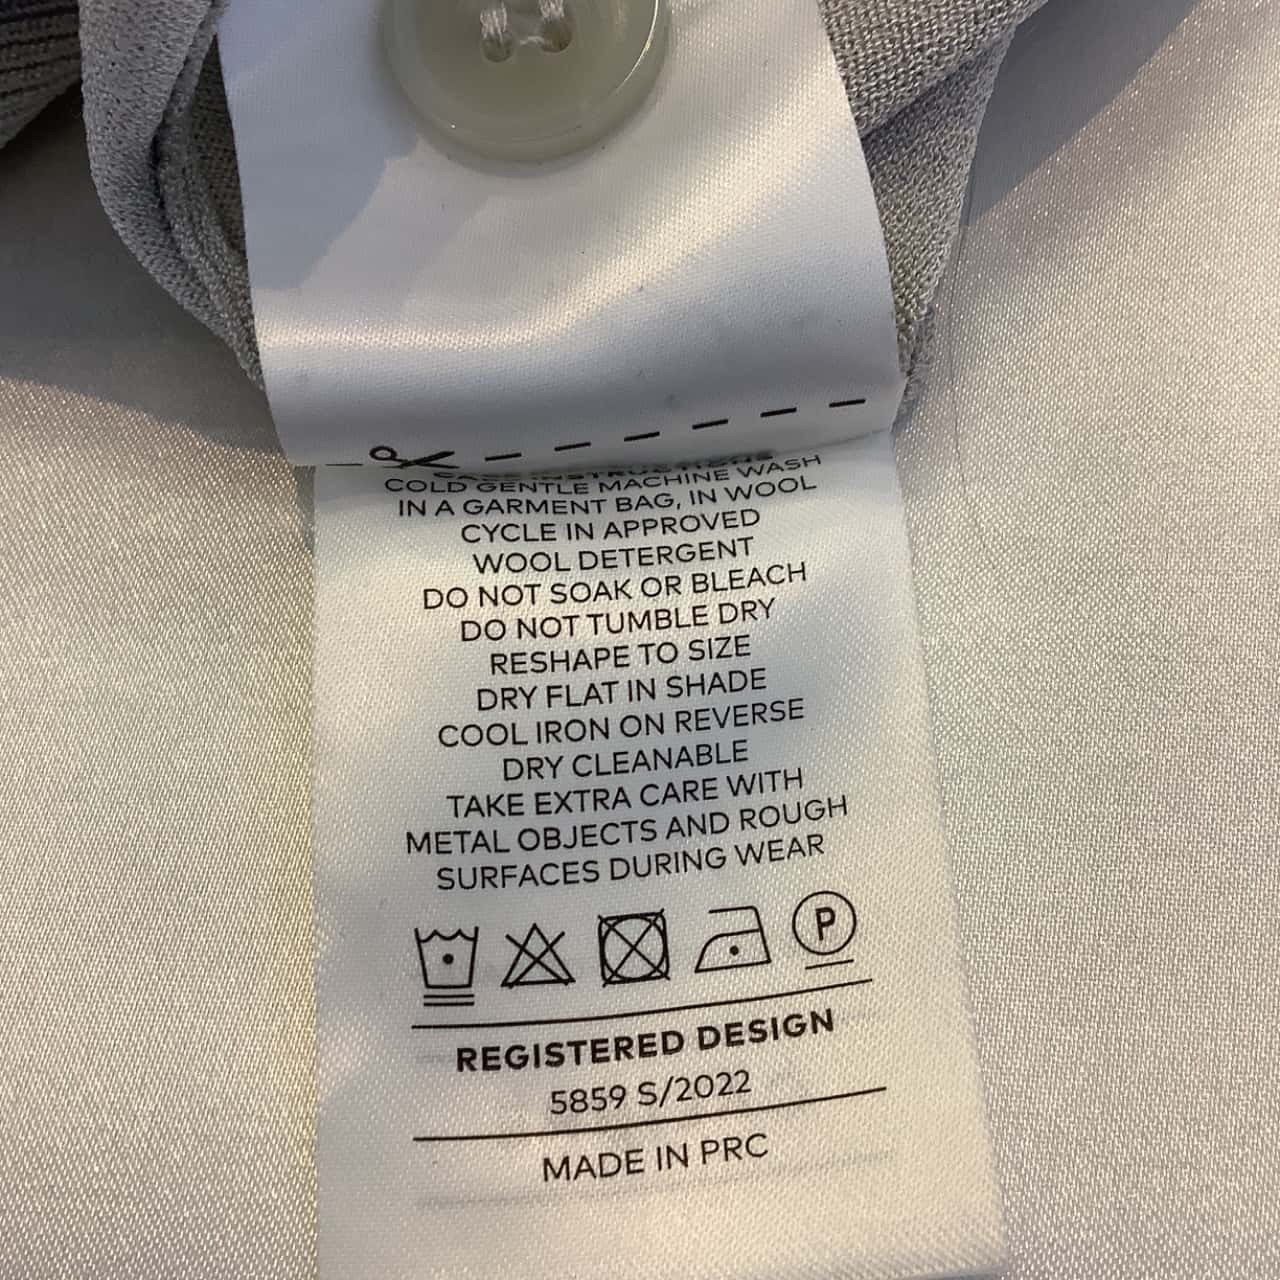 CARE INSTRUCTIONS
COLD GENTLE MACHINE WASH
IN A GARMENT BAG, IN WOOL
CYCLE IN APPROVED
WOOL DETERGENT
DO NOT SOAK OR BLEACH
DO NOT TUMBLE DRY
RESHAPE TO SIZE
DRY FLAT IN SHADE
COOL IRON ON REVERSE
DRY CLEANABLE
TAKE EXTRA CARE WITH
METAL OBJECTS AND ROUGH
SURFACES DURING WEAR
P
REGISTERED DESIGN
5859 S/2022
MADE IN PRC